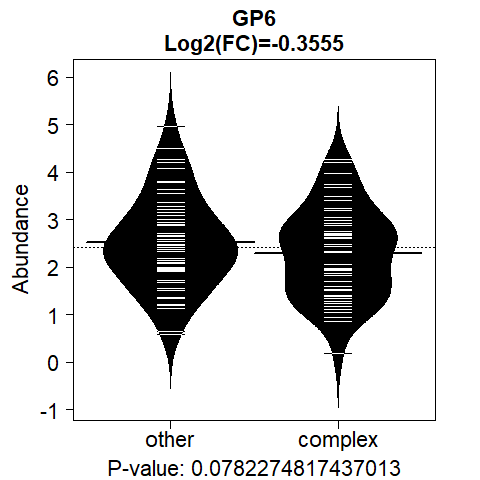 GP6
Log2(FC)=-0.3555
6
5
4
3
2
1
0
-1
Abundance
other complex
P-value: 0.0782274817437013